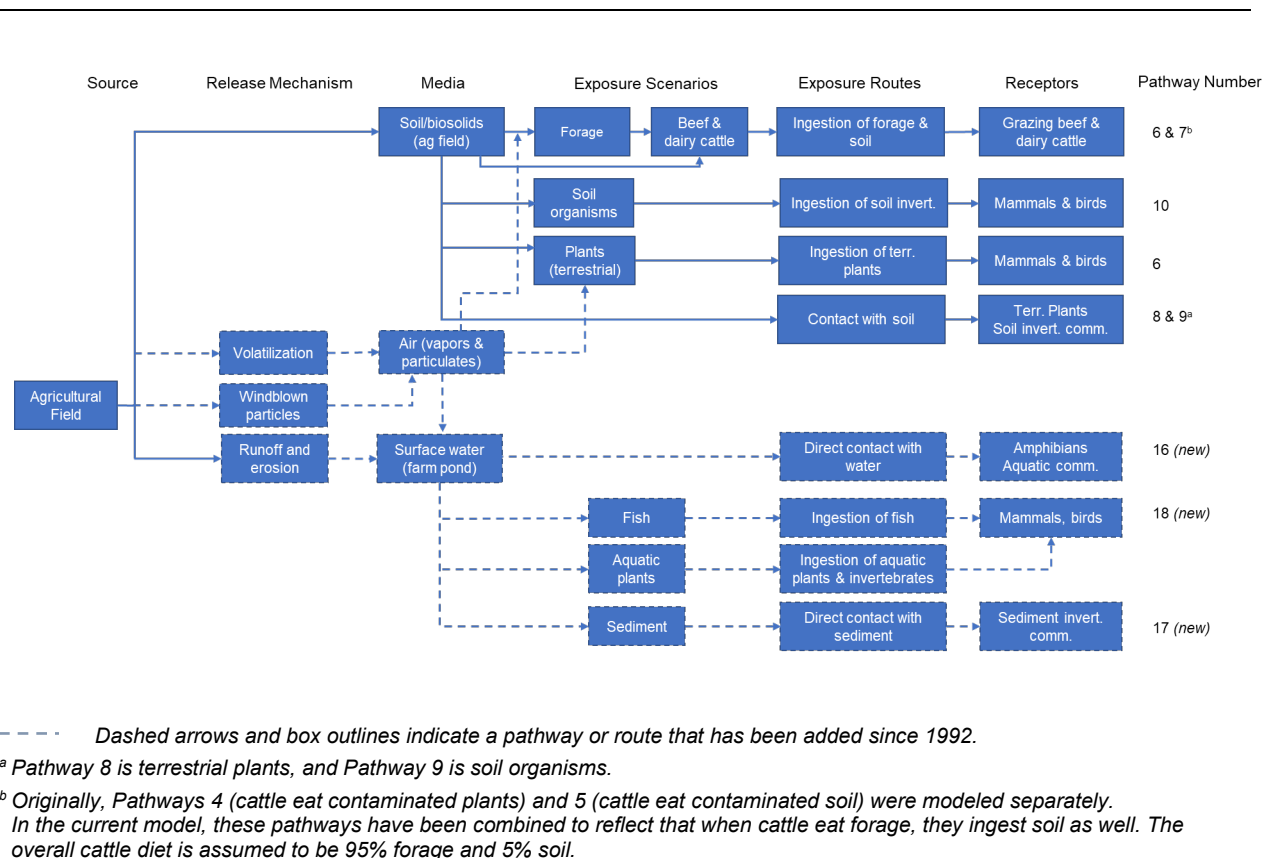 Source Release Mechanism Media Exposure Scenarios Exposure Routes Receptors Pathway Number
Soil/biosolids
(ag field)
Forage
Beef &
dairy cattle
Ingestion of forage &
soil
Grazing beef &
dairy cattle
6 & 7b
Soil
organisms
Ingestion of soil invert.
Mammals & birds
10
Plants
(terrestrial)
Ingestion of terr.
plants
Mammals & birds
6
Contact with soil
Terr. Plants
Soil invert. comm.
8 & 9a
Volatilization
Air (vapors &
particulates)
Agricultural
Field
Windblown
particles
Runoff and
erosion
Surface water
(farm pond)
Direct contact with
water
Amphibians
Aquatic comm.
16 (new)
Fish
Ingestion of fish
Mammals, birds
18 (new)
Aquatic
plants
Ingestion of aquatic
plants & invertebrates
Sediment
Direct contact with
sediment
Sediment invert.
comm.
17 (new)
Dashed arrows and box outlines indicate a pathway or route that has been added since 1992.
a Pathway 8 is terrestrial plants, and Pathway 9 is soil organisms.
b Originally, Pathways 4 (cattle eat contaminated plants) and 5 (cattle eat contaminated soil) were modeled separately.
In the current model, these pathways have been combined to reflect that when cattle eat forage, they ingest soil as well. The
overall cattle diet is assumed to be 95% forage and 5% soil.